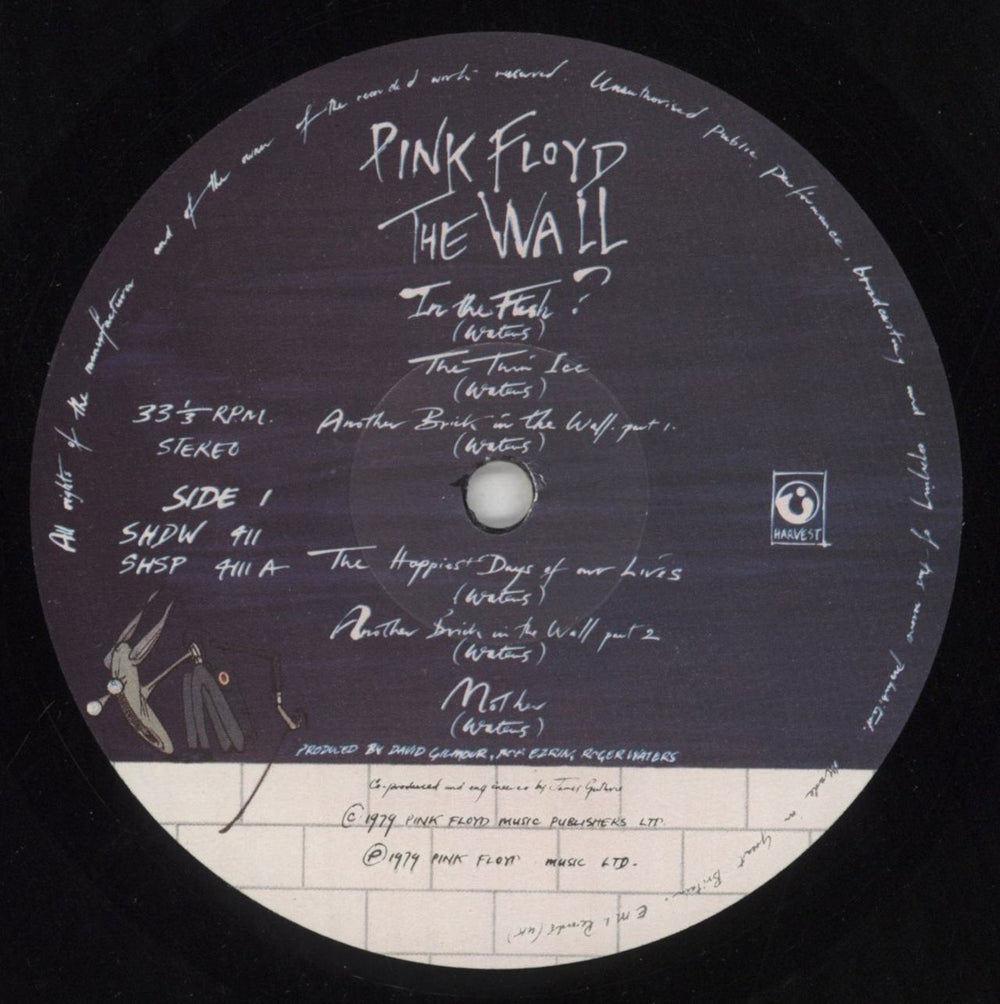 All rights of the manufacturer and of the owner of the recorded work reserved. Unauthorised public performance, broadcasting and copying of this record prohibited.
PINK FLOYD
THE WALL
In the Flesh ?
(Waters)
The Thin Ice
(Waters)
Another Brick in the Wall. part 1.
(Waters)
33 1/3 RPM.
STEREO
SIDE 1
SHDW 411
SHSP 4111 A
HARVEST
The Happiest Days of our Lives
(Waters)
Another Brick in the Wall part 2
(Waters)
Mother
(Waters)
PRODUCED BY DAVID GILMOUR, BOB EZRIN, ROGER WATERS
Co-produced and engineered by James Guthrie
© 1979 PINK FLOYD MUSIC PUBLISHERS LTD.
℗ 1979 PINK FLOYD MUSIC LTD.
Made in Great Britain. EMI Records (UK)